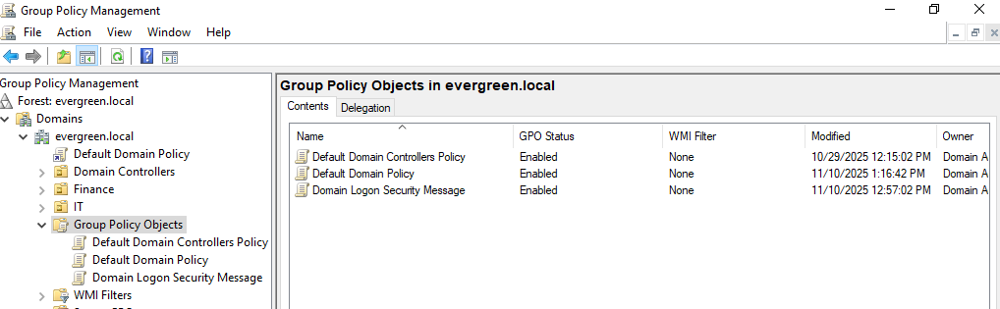 Group Policy Management
File Action View Window Help
Group Policy Management
Forest: evergreen.local
Domains
evergreen.local
Default Domain Policy
Domain Controllers
Finance
IT
Group Policy Objects
Default Domain Controllers Policy
Default Domain Policy
Domain Logon Security Message
WMI Filters
Group Policy Objects in evergreen.local
Contents Delegation
Name GPO Status WMI Filter Modified Owner
Default Domain Controllers Policy Enabled None 10/29/2025 12:15:02 PM Domain A
Default Domain Policy Enabled None 11/10/2025 1:16:42 PM Domain A
Domain Logon Security Message Enabled None 11/10/2025 12:57:02 PM Domain A